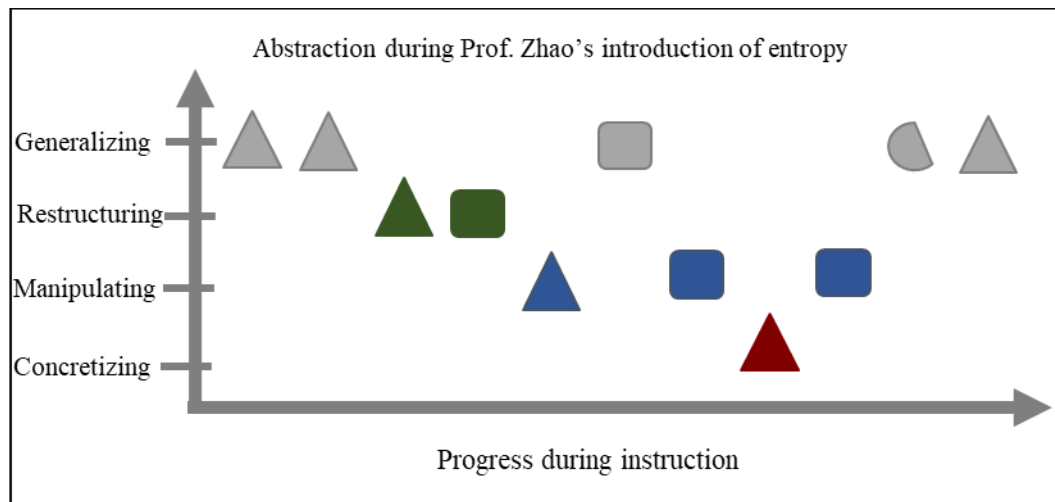 Abstraction during Prof. Zhao’s introduction of entropy
Generalizing
Restructuring
Manipulating
Concretizing
Progress during instruction